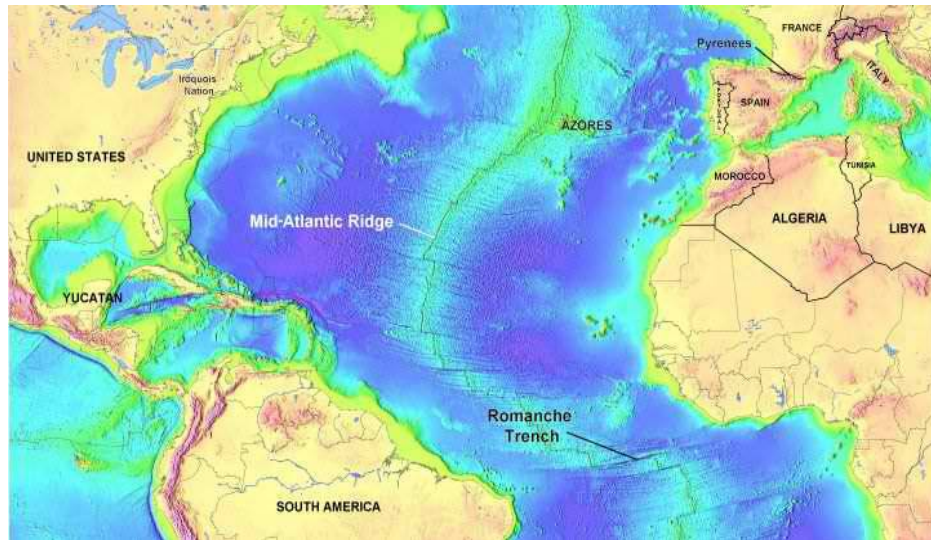 FRANCE
Pyrenees
ITALY
Iroquois
Nation
PORTUGAL
SPAIN
AZORES
UNITED STATES
TUNISIA
MOROCCO
Mid-Atlantic Ridge
ALGERIA
LIBYA
YUCATAN
Romanche
Trench
SOUTH AMERICA